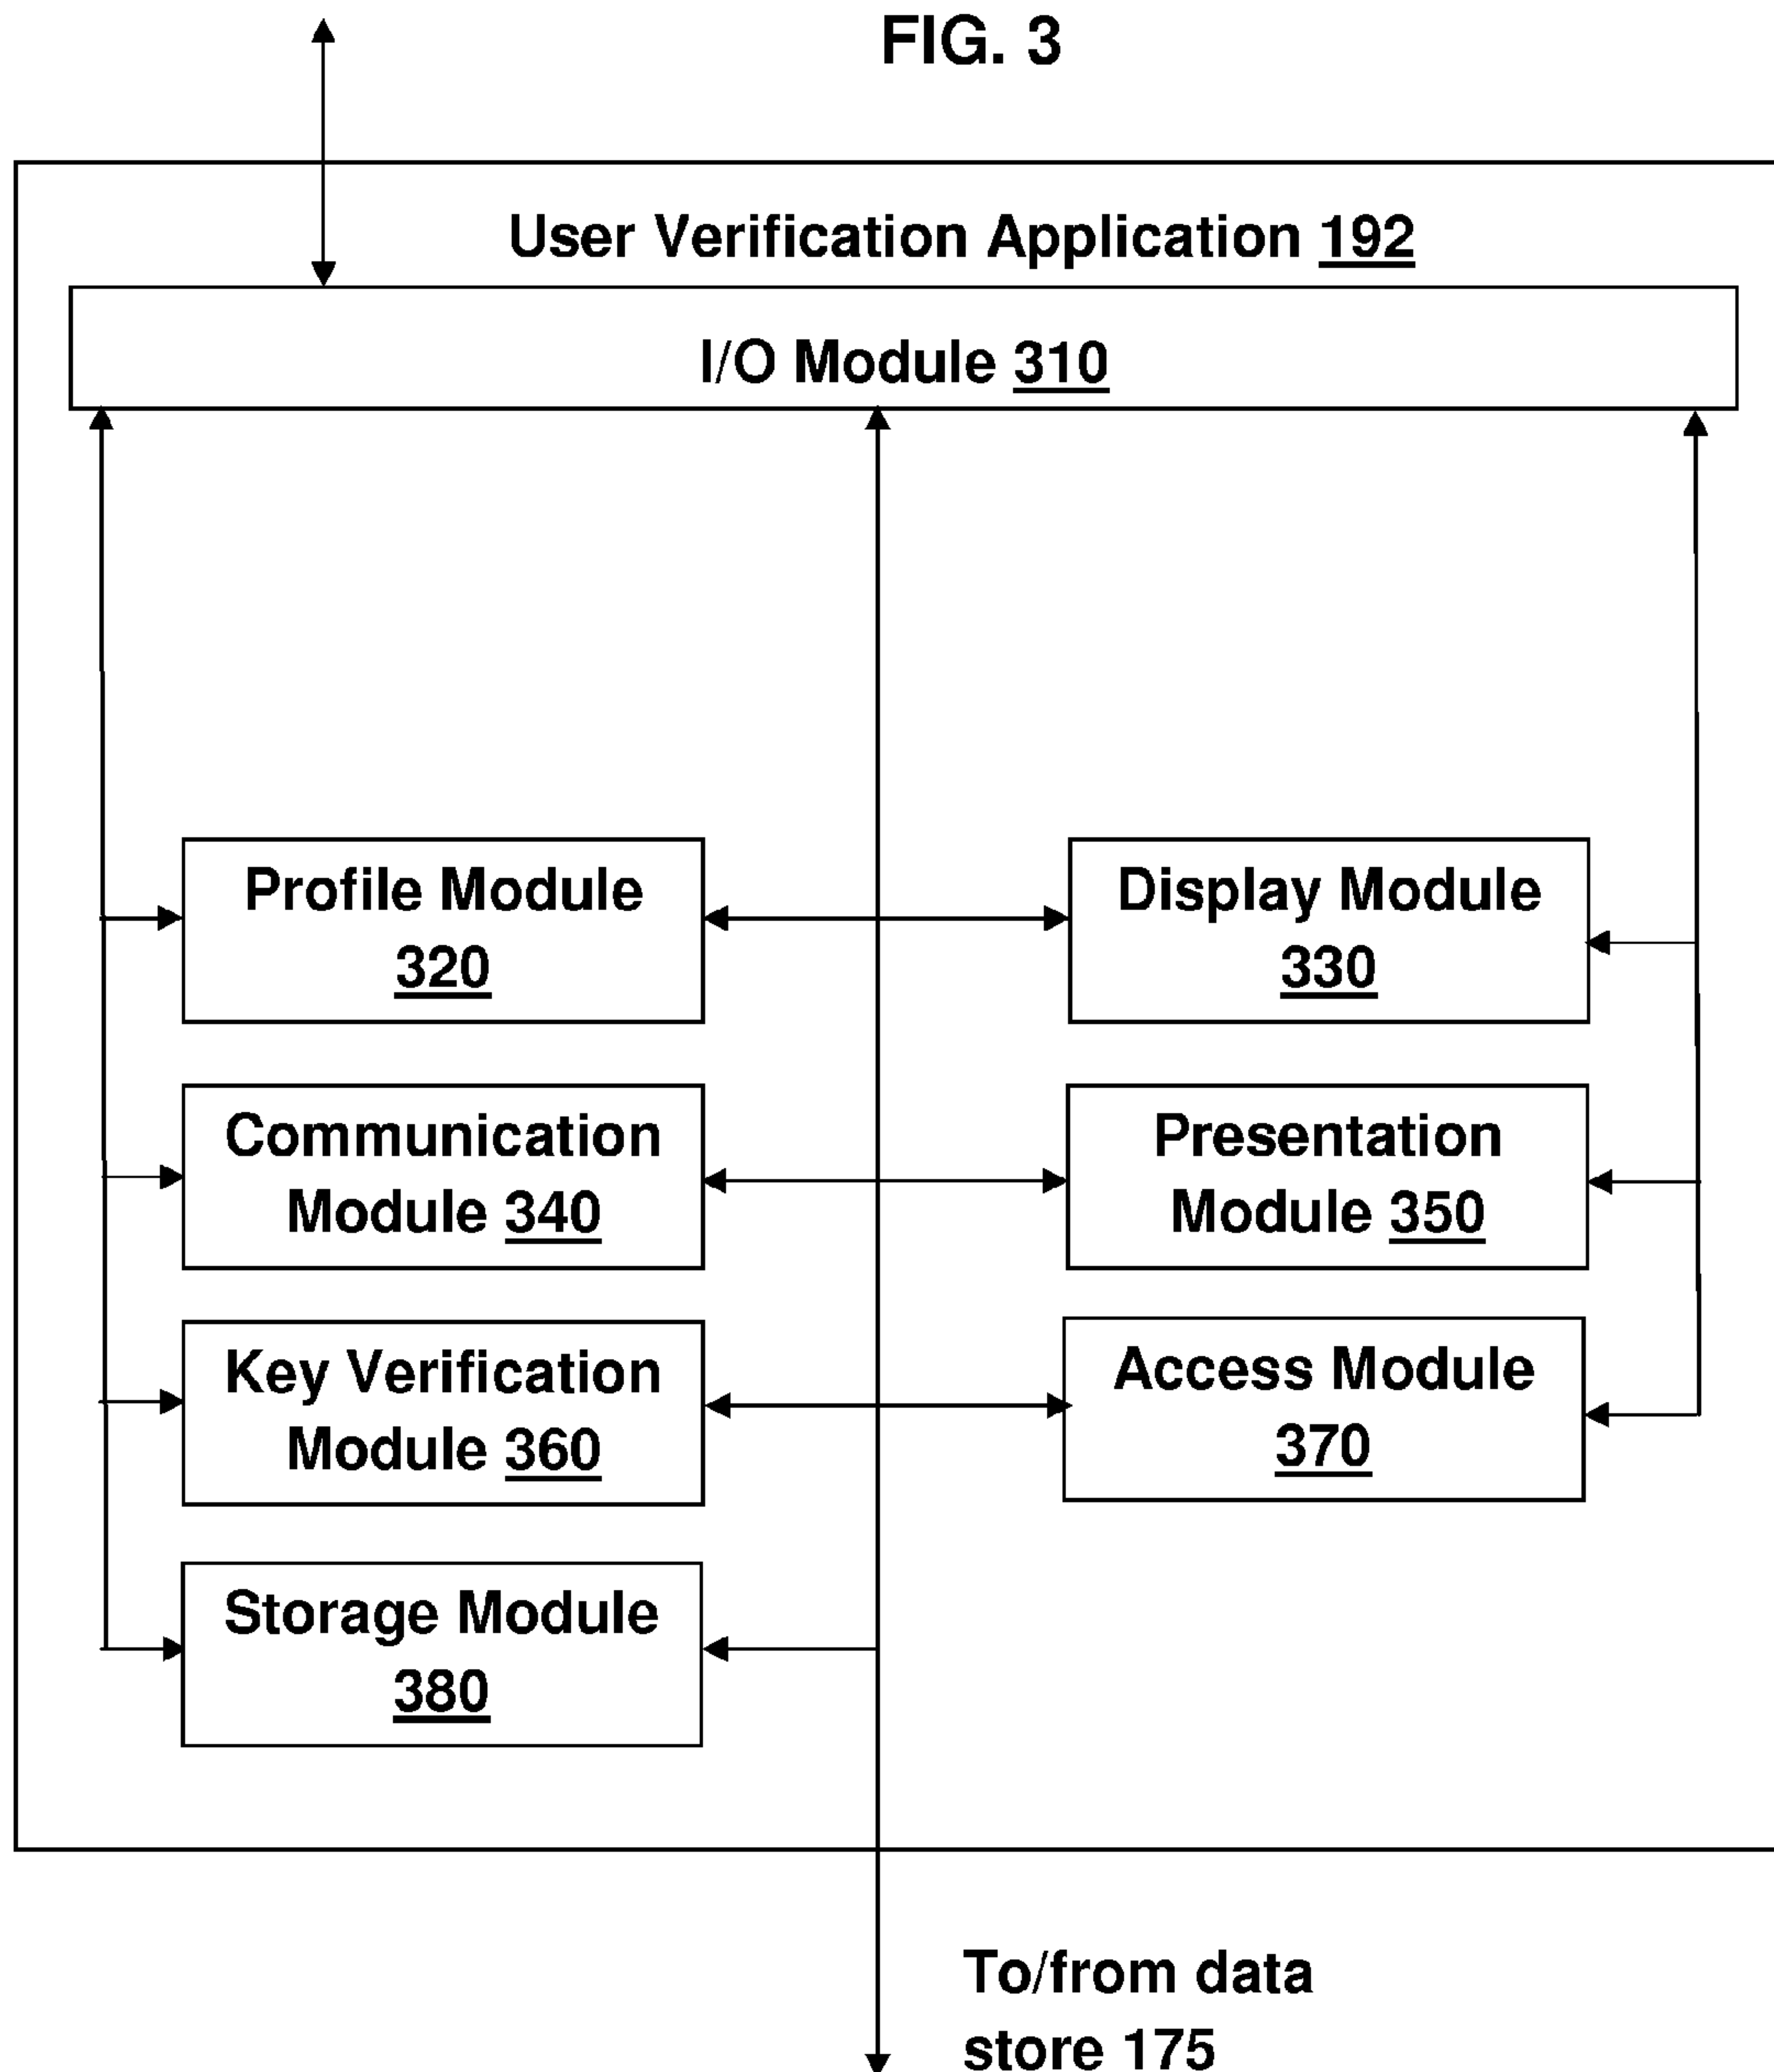 FIG. 3
User Verification Application 192
I/O Module 310
Profile Module
320
Display Module
330
Communication
Module 340
Presentation
Module 350
Key Verification
Module 360
Access Module
370
Storage Module
380
To/from data
store 175